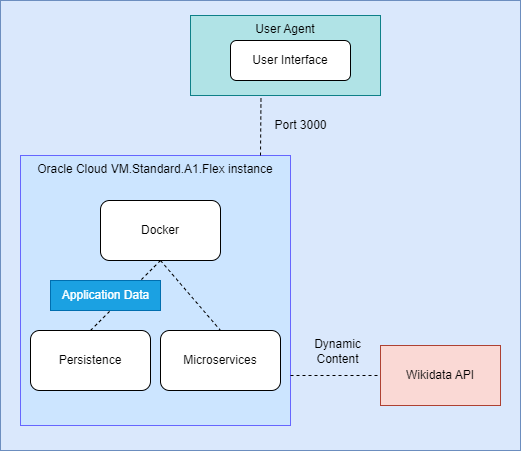 User Agent
User Interface
Port 3000
Oracle Cloud VM.Standard.A1.Flex instance
Docker
Application Data
Persistence
Microservices
Dynamic
Content
Wikidata API